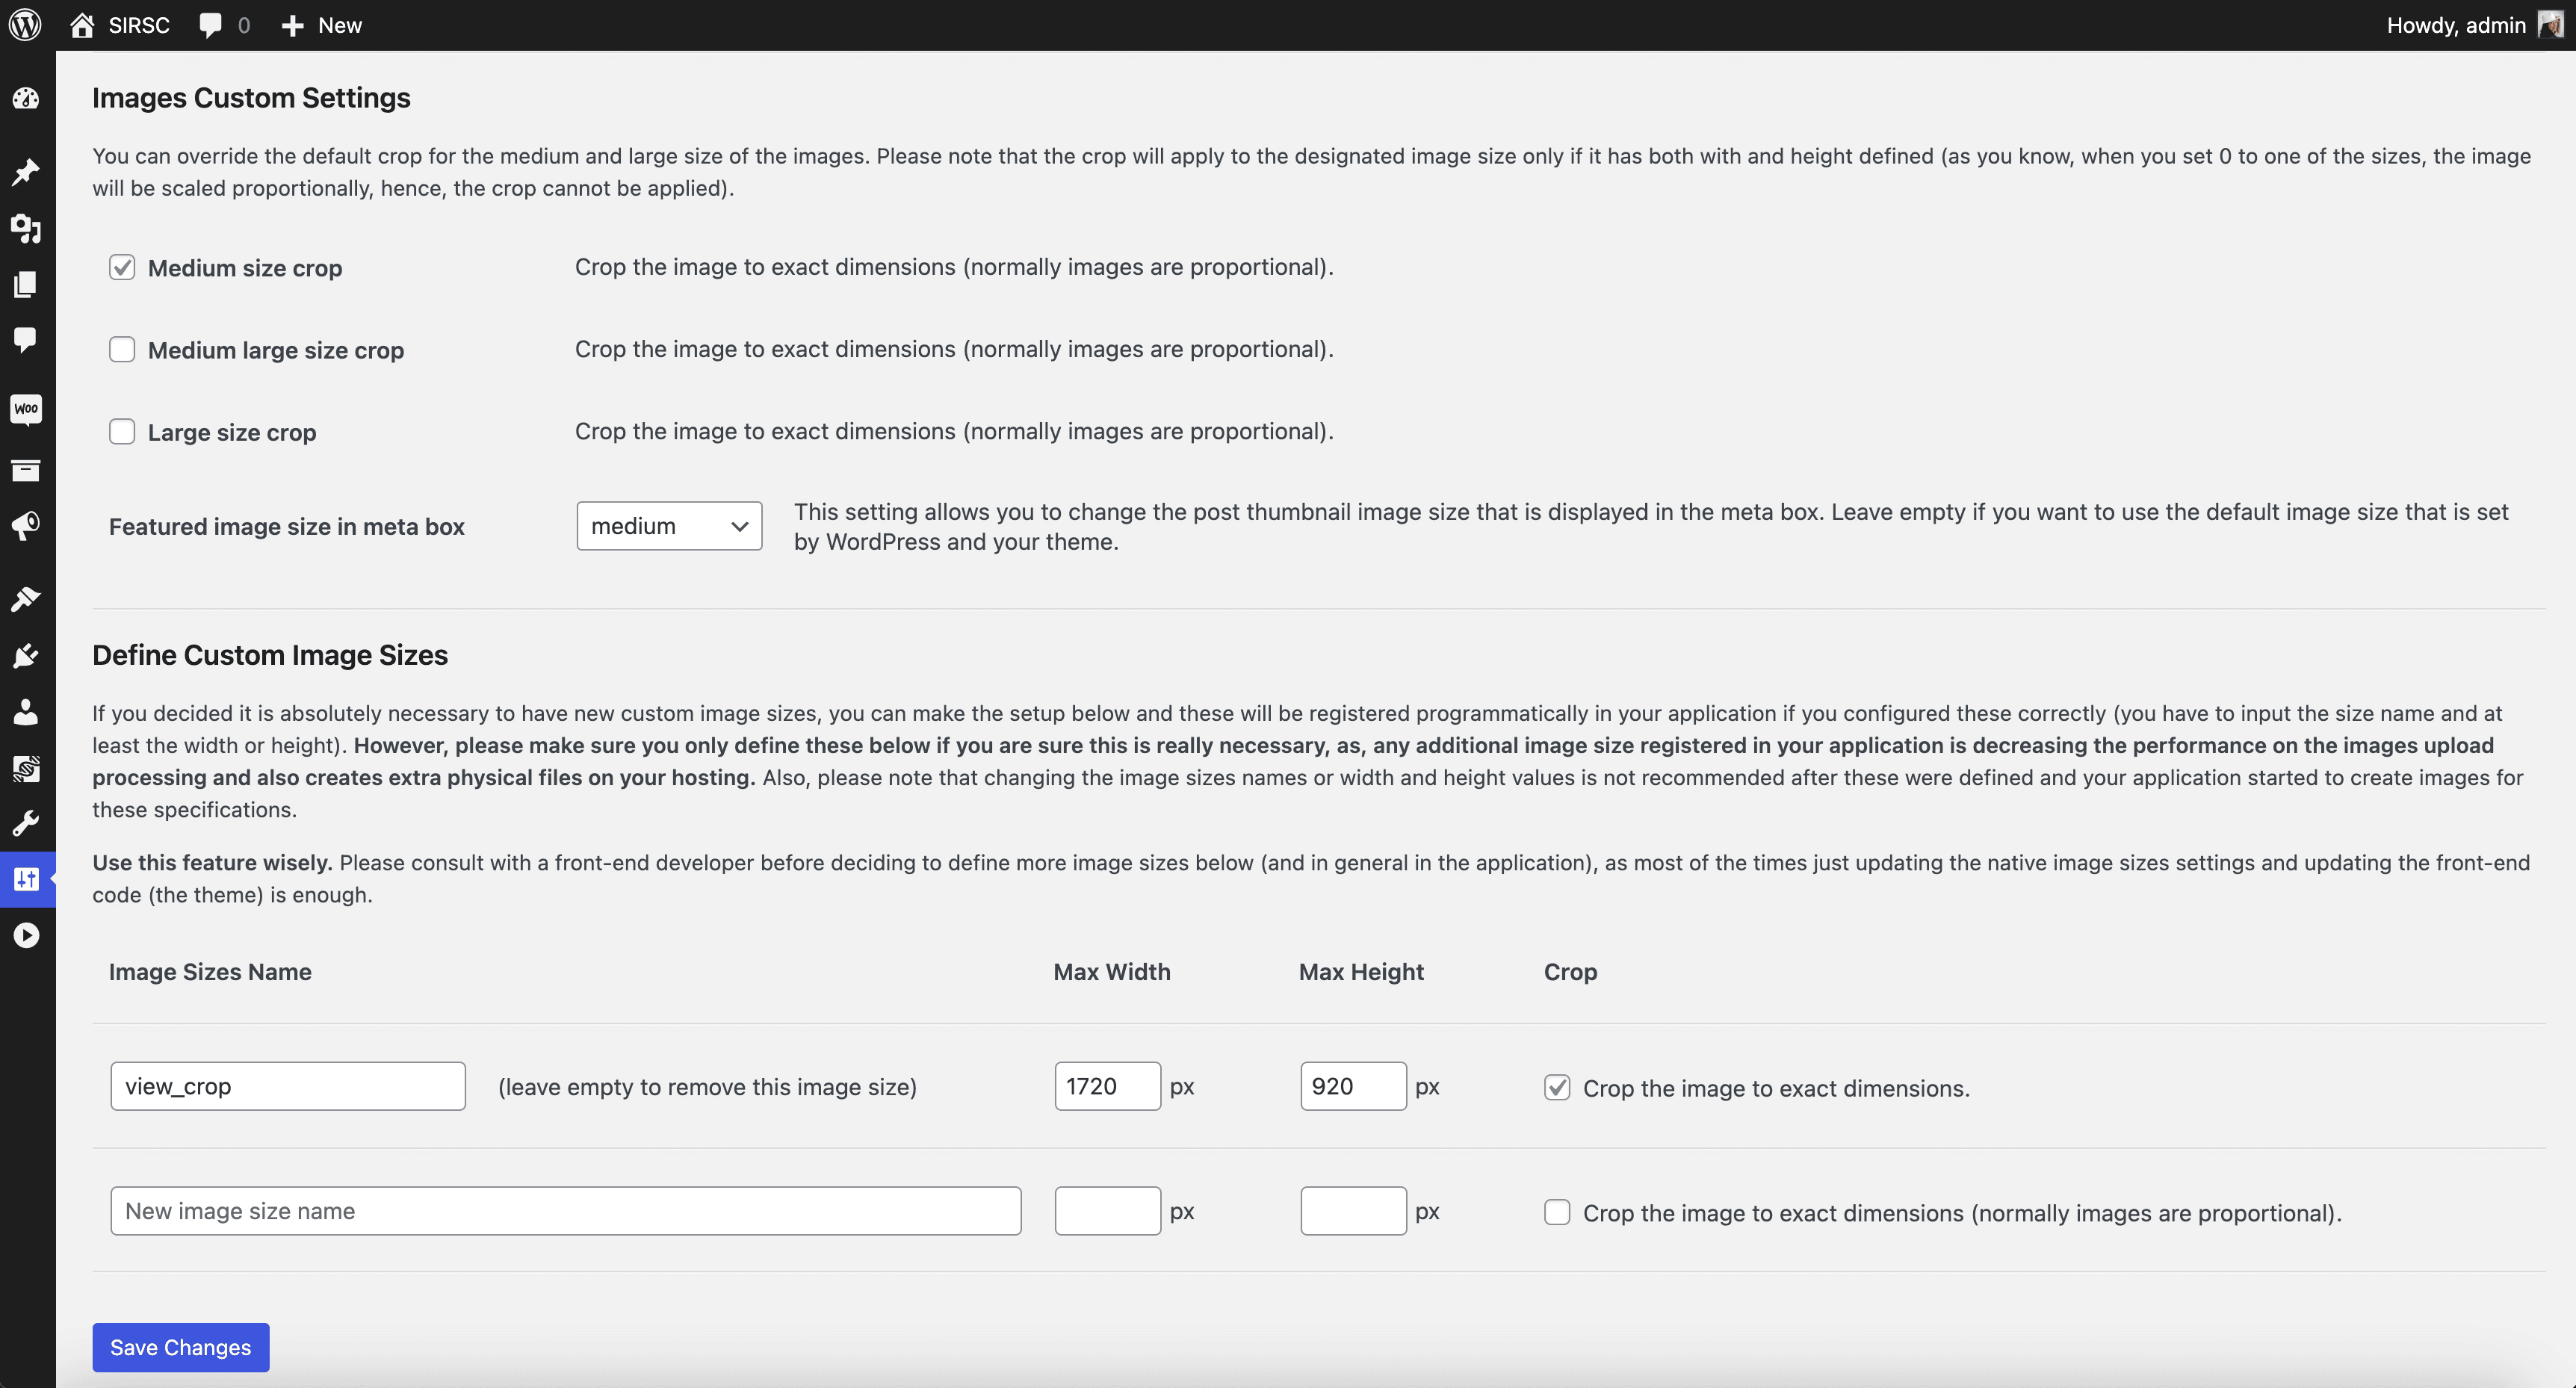 SIRSC 0 New Howdy, admin
Images Custom Settings
You can override the default crop for the medium and large size of the images. Please note that the crop will apply to the designated image size only if it has both with and height defined (as you know, when you set 0 to one of the sizes, the image
will be scaled proportionally, hence, the crop cannot be applied).
Medium size crop Crop the image to exact dimensions (normally images are proportional).
Medium large size crop Crop the image to exact dimensions (normally images are proportional).
Large size crop Crop the image to exact dimensions (normally images are proportional).
Featured image size in meta box medium This setting allows you to change the post thumbnail image size that is displayed in the meta box. Leave empty if you want to use the default image size that is set
by WordPress and your theme.
Woo
Define Custom Image Sizes
If you decided it is absolutely necessary to have new custom image sizes, you can make the setup below and these will be registered programmatically in your application if you configured these correctly (you have to input the size name and at
least the width or height). However, please make sure you only define these below if you are sure this is really necessary, as, any additional image size registered in your application is decreasing the performance on the images upload
processing and also creates extra physical files on your hosting. Also, please note that changing the image sizes names or width and height values is not recommended after these were defined and your application started to create images for
these specifications.
Use this feature wisely. Please consult with a front-end developer before deciding to define more image sizes below (and in general in the application), as most of the times just updating the native image sizes settings and updating the front-end
code (the theme) is enough.
Image Sizes Name Max Width Max Height Crop
view_crop (leave empty to remove this image size) 1720 px 920 px Crop the image to exact dimensions.
New image size name px px Crop the image to exact dimensions (normally images are proportional).
Save Changes